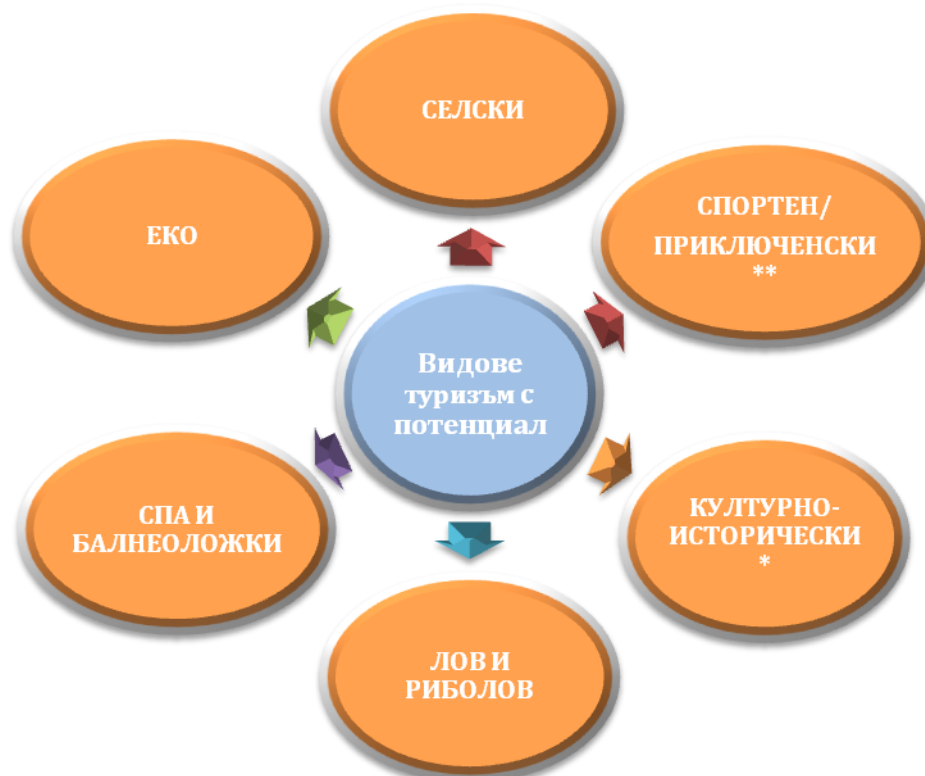 СЕЛСКИ
ЕКО
СПОРТЕН/
ПРИКЛЮЧЕНСКИ
**
Видове
туризъм с
потенциал
СПА И
БАЛНЕОЛОЖКИ
КУЛТУРНО-
ИСТОРИЧЕСКИ
*
ЛОВ И
РИБОЛОВ